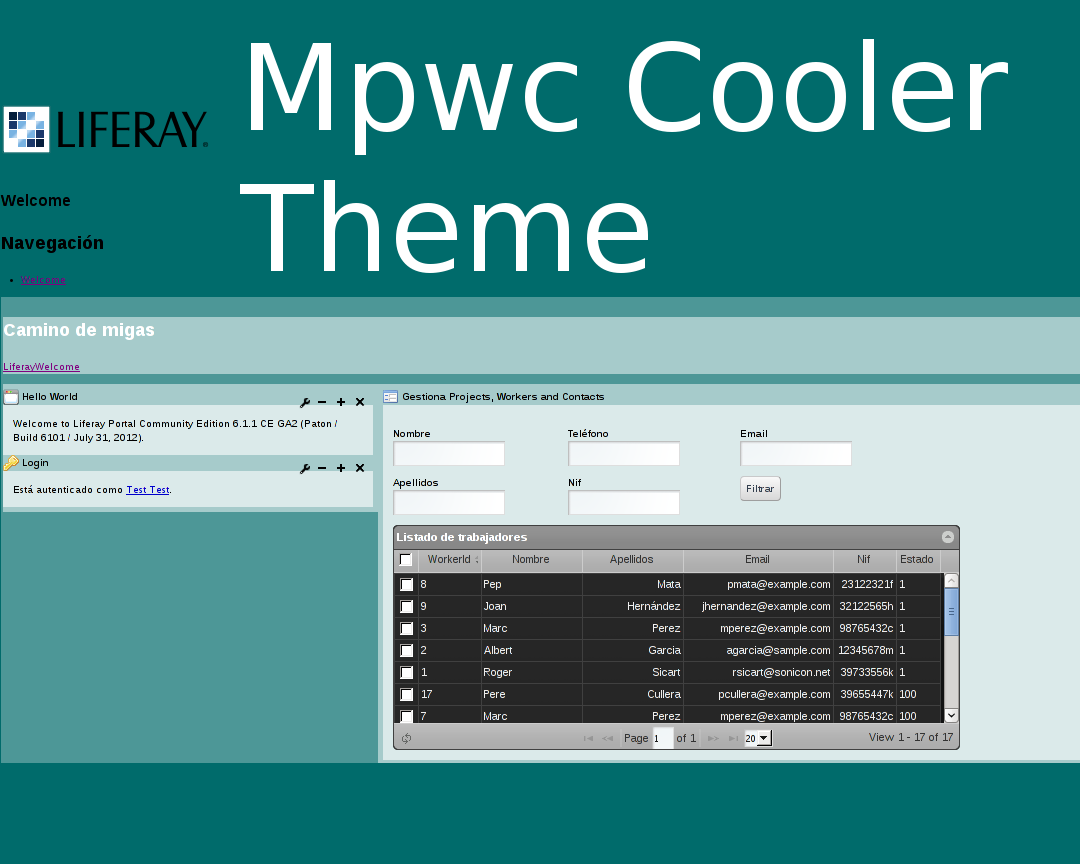 Mpwc Cooler
Theme
LIFERAY.
Welcome
Navegación
Welcome
Camino de migas
LiferayWelcome
Hello World
Welcome to Liferay Portal Community Edition 6.1.1 CE GA2 (Paton /
Build 6101 / July 31, 2012).
Login
Está autenticado como Test Test.
Gestiona Projects, Workers and Contacts
Nombre Teléfono Email
Apellidos Nif Filtrar
Listado de trabajadores
WorkerId Nombre Apellidos Email Nif Estado
8 Pep Mata pmata@example.com 23122321f 1
9 Joan Hernández jhernandez@example.com 32122565h 1
3 Marc Perez mperez@example.com 98765432c 1
2 Albert Garcia agarcia@sample.com 12345678m 1
1 Roger Sicart rsicart@sonicon.net 39733556k 1
17 Pere Cullera pcullera@example.com 39655447k 100
7 Marc Perez mperez@example.com 98765432c 100
Page 1 of 1 20 View 1 - 17 of 17